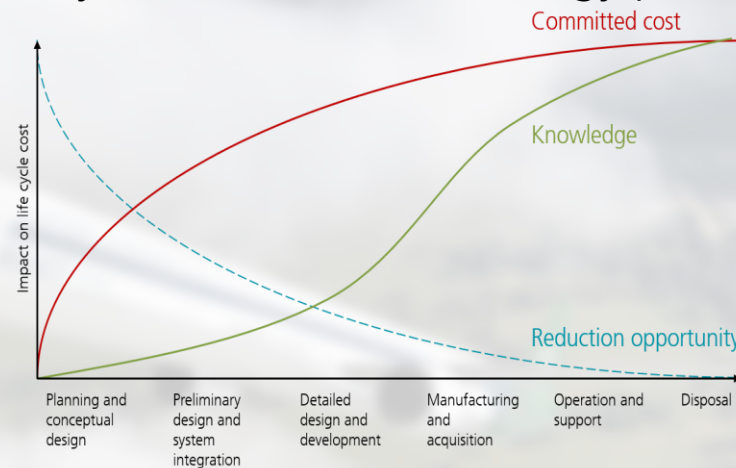 Committed cost
Knowledge
Reduction opportunity
Impact on life cycle cost
Planning and
conceptual
design
Preliminary
design and
system
integration
Detailed
design and
development
Manufacturing
and
acquisition
Operation and
support
Disposal